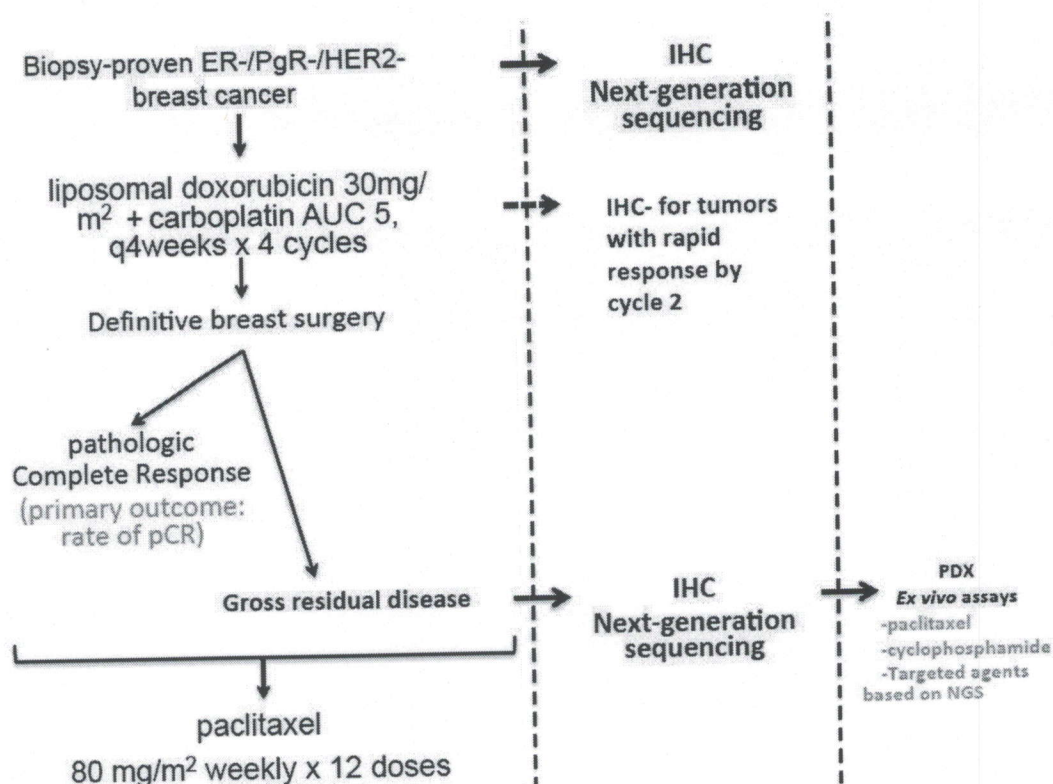 Biopsy-proven ER-/PgR-/HER2-
breast cancer
IHC
Next-generation
sequencing
liposomal doxorubicin 30mg/
m² + carboplatin AUC 5,
q4weeks x 4 cycles
IHC- for tumors
with rapid
response by
cycle 2
Definitive breast surgery
pathologic
Complete Response
(primary outcome:
rate of pCR)
Gross residual disease
IHC
Next-generation
sequencing
PDX
Ex vivo assays
-paclitaxel
-cyclophosphamide
-Targeted agents
based on NGS
paclitaxel
80 mg/m² weekly x 12 doses